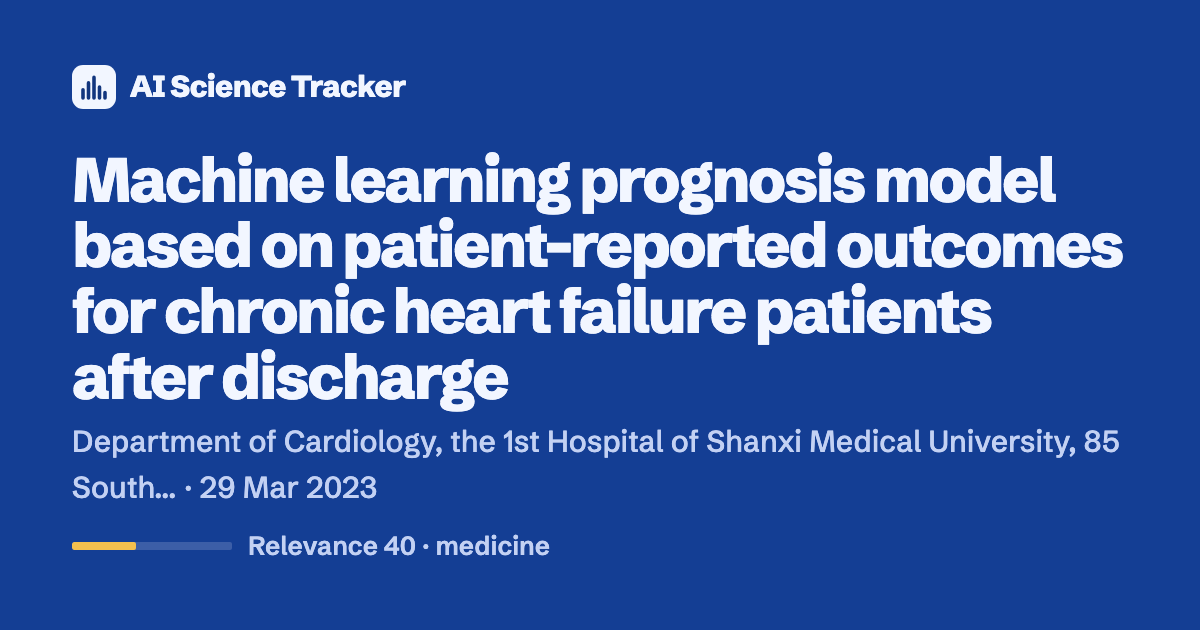 AI Science Tracker
Machine learning prognosis model
based on patient-reported outcomes
for chronic heart failure patients
after discharge
Department of Cardiology, the 1st Hospital of Shanxi Medical University, 85
South... · 29 Mar 2023
Relevance 40 · medicine